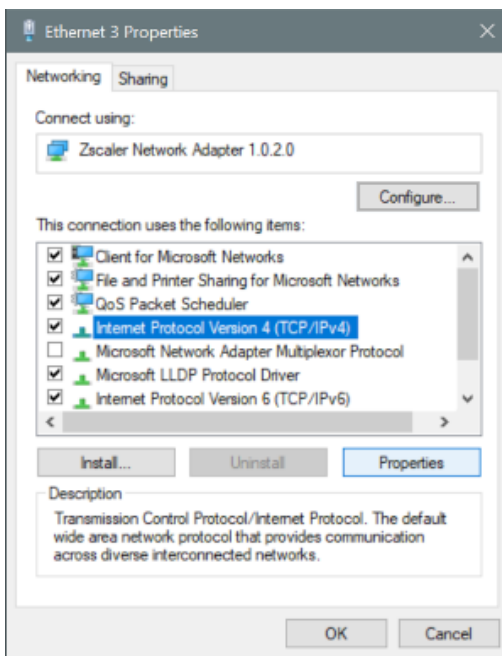 Ethernet 3 Properties
Networking
Sharing
Connect using:
Zscaler Network Adapter 1.0.2.0
Configure...
This connection uses the following items:
Client for Microsoft Networks
File and Printer Sharing for Microsoft Networks
QoS Packet Scheduler
Internet Protocol Version 4 (TCP/IPv4)
Microsoft Network Adapter Multiplexor Protocol
Microsoft LLDP Protocol Driver
Internet Protocol Version 6 (TCP/IPv6)
Install...
Uninstall
Properties
Description
Transmission Control Protocol/Internet Protocol. The default
wide area network protocol that provides communication
across diverse interconnected networks.
OK
Cancel